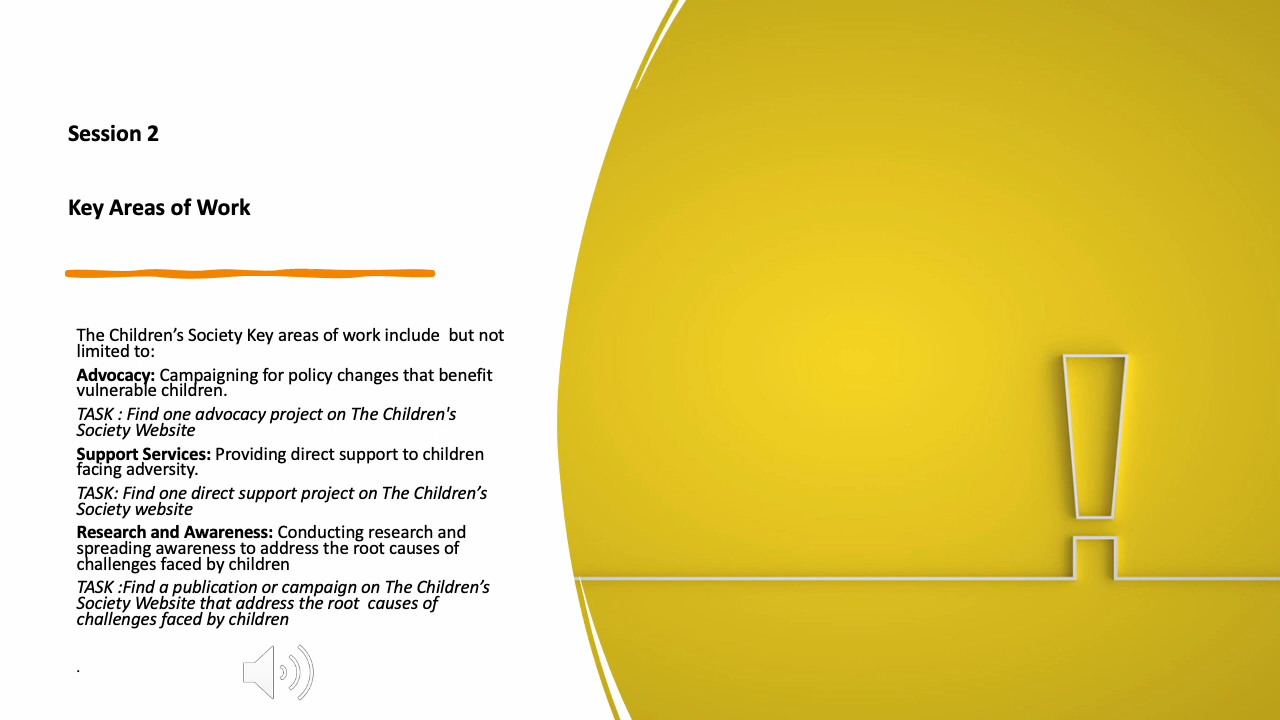 Session 2
Key Areas of Work
The Children’s Society Key areas of work include  but not
limited to:
Advocacy: Campaigning for policy changes that benefit
vulnerable children.
TASK : Find one advocacy project on The Children's
Society Website
Support Services: Providing direct support to children
facing adversity.
TASK: Find one direct support project on The Children’s
Society website
Research and Awareness: Conducting research and
spreading awareness to address the root causes of
challenges faced by children
TASK :Find a publication or campaign on The Children’s
Society Website that address the root  causes of
challenges faced by children
.